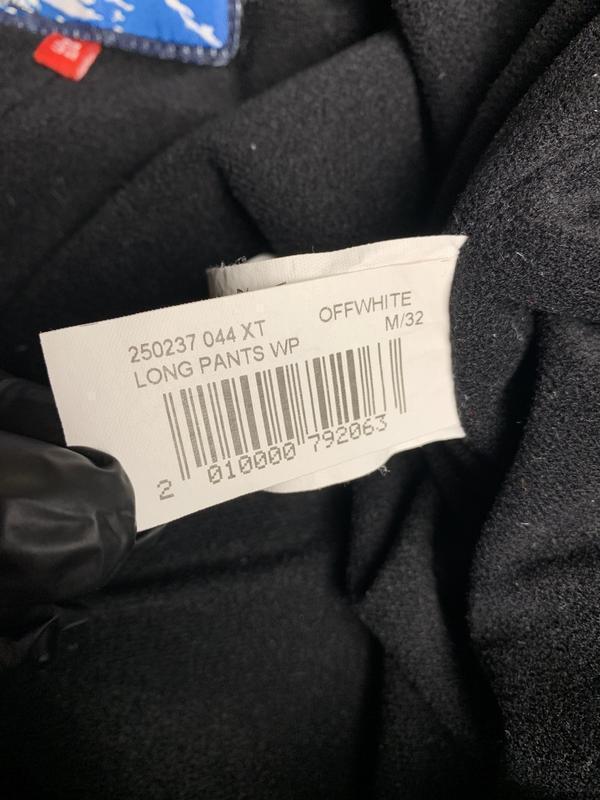 250237 044 XT
OFFWHITE
LONG PANTS WP
M/32
2 010000 792063